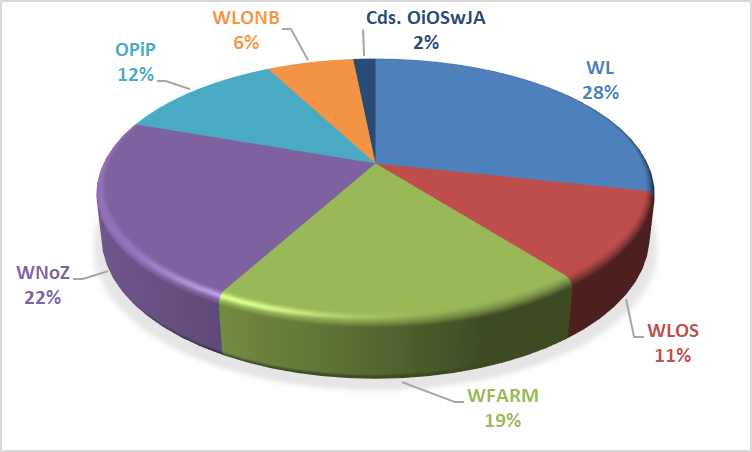 WLONB
6%
Cds. OiOSwJA
2%
OPiP
12%
WL
28%
WNoZ
22%
WLOS
11%
WFARM
19%